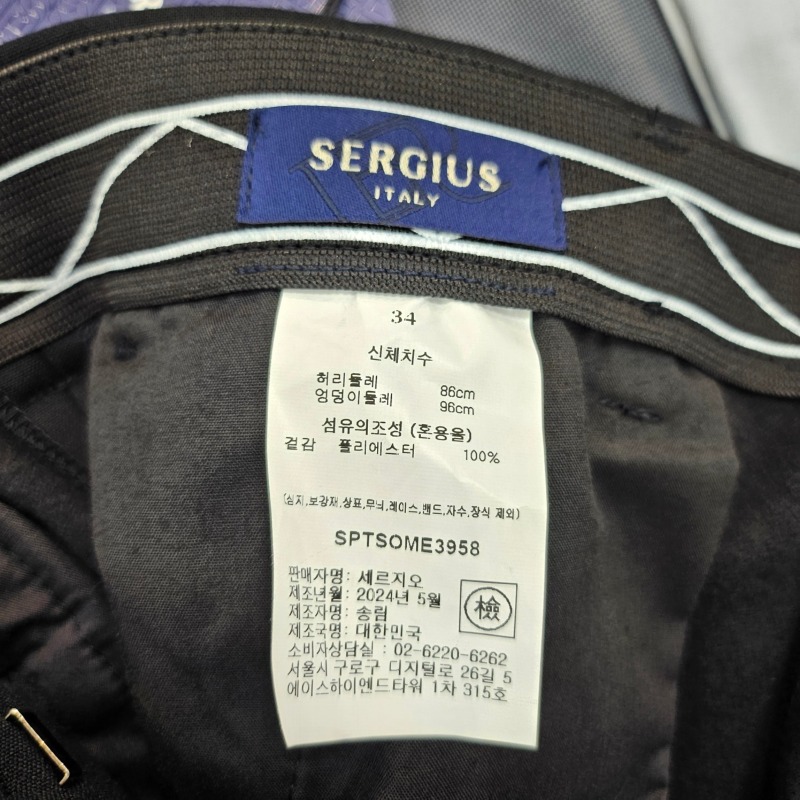 SERGIUS
ITALY
34
신체치수
허리둘레 86cm
엉덩이둘레 96cm
섬유의조성 (혼용율)
겉감 폴리에스터 100%
(심지,보강재,상표,무늬,레이스,밴드,자수,장식 제외)
SPTSOME3958
판매자명: 세르지오
제조년월: 2024년 5월
제조자명: 송림
제조국명: 대한민국
檢
소비자상담실 : 02-6220-6262
서울시 구로구 디지털로 26길 5
에이스하이엔드타워 1차 315호